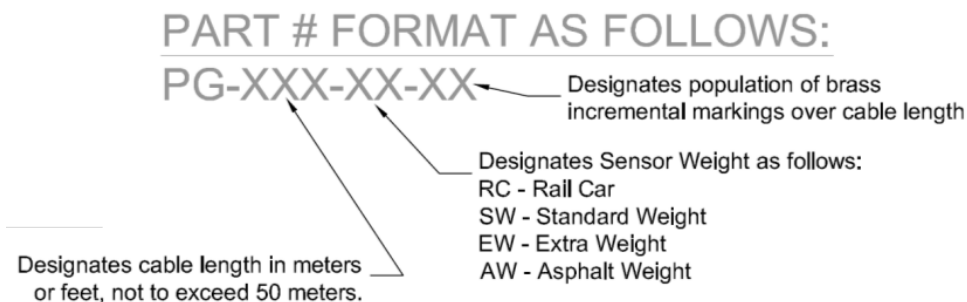 PART # FORMAT AS FOLLOWS:
PG-XXX-XX-XX
Designates population of brass
incremental markings over cable length
Designates Sensor Weight as follows:
RC - Rail Car
SW - Standard Weight
EW - Extra Weight
AW - Asphalt Weight
Designates cable length in meters
or feet, not to exceed 50 meters.